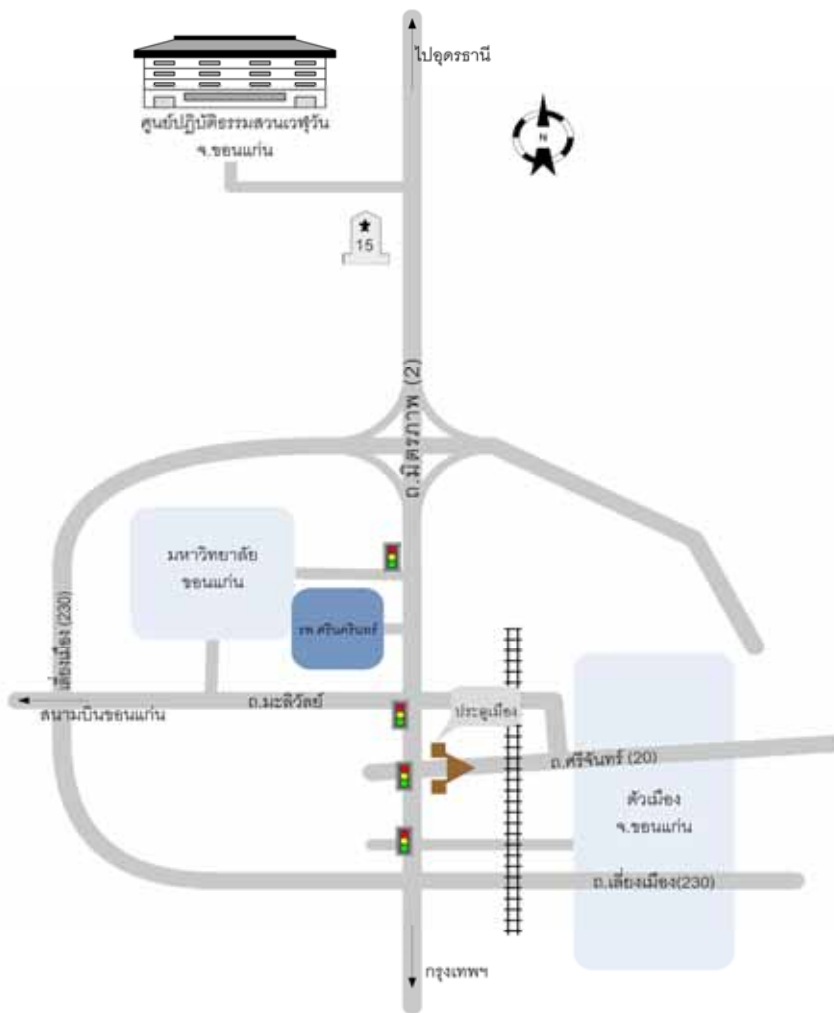 ไปอุดรธานี
ศูนย์ปฏิบัติธรรมสวนเวฬุวัน
จ.ขอนแก่น
N
15
ถ.มิตรภาพ (2)
มหาวิทยาลัย
ขอนแก่น
รพ.ศรีนครินทร์
เลี่ยงเมือง (230)
ถ.มะลิวัลย์
สนามบินขอนแก่น
ประตูเมือง
ถ.ศรีจันทร์ (20)
ตัวเมือง
จ.ขอนแก่น
ถ.เลี่ยงเมือง(230)
กรุงเทพฯ